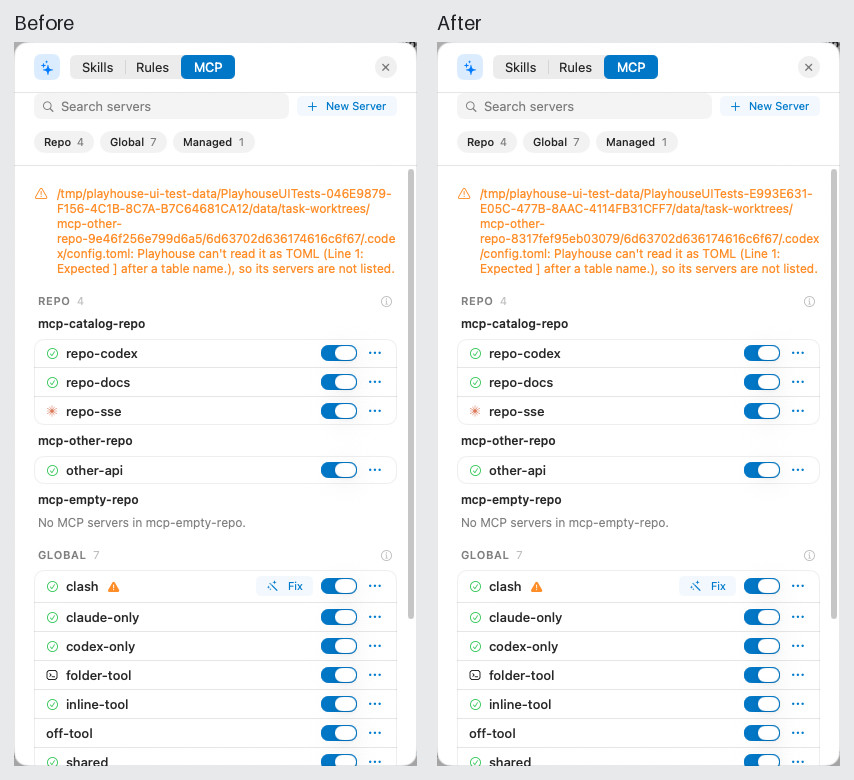 Before
Skills Rules MCP
Search servers
+ New Server
Repo 4 Global 7 Managed 1
/tmp/playhouse-ui-test-data/PlayhouseUITests-046E9879-
F156-4C1B-8C7A-B7C64681CA12/data/task-worktrees/
mcp-other-
repo-9e46f256e799d6a5/6d63702d636174616c6f67/.code
x/config.toml: Playhouse can't read it as TOML (Line 1:
Expected ] after a table name.), so its servers are not listed.
REPO 4
mcp-catalog-repo
repo-codex
repo-docs
repo-sse
mcp-other-repo
other-api
mcp-empty-repo
No MCP servers in mcp-empty-repo.
GLOBAL 7
clash Fix
claude-only
codex-only
folder-tool
inline-tool
off-tool
shared
After
Skills Rules MCP
Search servers
+ New Server
Repo 4 Global 7 Managed 1
/tmp/playhouse-ui-test-data/PlayhouseUITests-E993E631-
E05C-477B-8AAC-4114FB31CFF7/data/task-worktrees/
mcp-other-
repo-8317fef95eb03079/6d63702d636174616c6f67/.codex
/config.toml: Playhouse can't read it as TOML (Line 1:
Expected ] after a table name.), so its servers are not listed.
REPO 4
mcp-catalog-repo
repo-codex
repo-docs
repo-sse
mcp-other-repo
other-api
mcp-empty-repo
No MCP servers in mcp-empty-repo.
GLOBAL 7
clash Fix
claude-only
codex-only
folder-tool
inline-tool
off-tool
shared